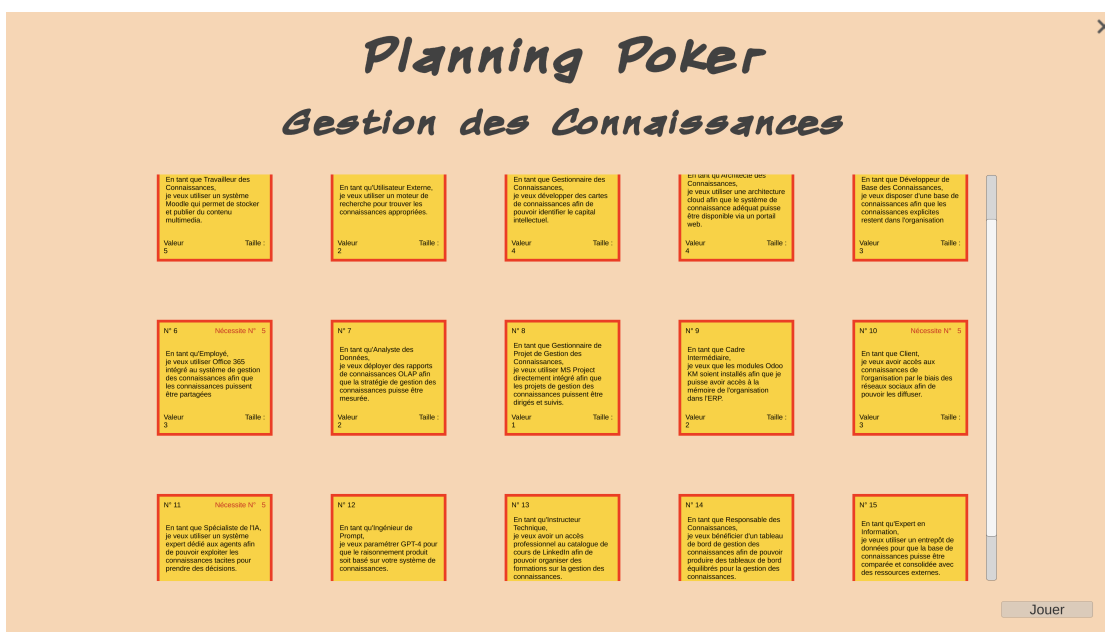 Planning Poker
Gestion des Connaissances
En tant que Travailleur des
Connaissances,
je veux utiliser un système
Moodle qui permet de stocker
et publier du contenu
multimedia.
Valeur Taille :
5
En tant qu'Utilisateur Externe,
je veux utiliser un moteur de
recherche pour trouver les
connaissances appropriées.
Valeur Taille :
2
En tant que Gestionnaire des
Connaissances,
je veux développer des cartes
de connaissances afin de
pouvoir identifier le capital
intellectuel.
Valeur Taille :
4
En tant qu'Architecte des
Connaissances,
je veux utiliser une architecture
cloud afin que le système de
connaissance adéquat puisse
être disponible via un portail
web.
Valeur Taille :
4
En tant que Développeur de
Base des Connaissances,
je veux disposer d'une base de
connaissances afin que les
connaissances explicites
restent dans l'organisation
Valeur Taille :
3
N° 6 Nécessite N° 5
En tant qu'Employé,
je veux utiliser Office 365
intégré au système de gestion
des connaissances afin que
les connaissances puissent
être partagées
Valeur Taille :
3
N° 7
En tant qu'Analyste des
Données,
je veux déployer des rapports
de connaissances OLAP afin
que la stratégie de gestion des
connaissances puisse être
mesurée.
Valeur Taille :
2
N° 8
En tant que Gestionnaire de
Projet de Gestion des
Connaissances,
je veux utiliser MS Project
directement intégré afin que
les projets de gestion des
connaissances puissent être
dirigés et suivis.
Valeur Taille :
1
N° 9
En tant que Cadre
Intermédiaire,
je veux que les modules Odoo
KM soient installés afin que je
puisse avoir accès à la
mémoire de l'organisation
dans l'ERP.
Valeur Taille :
2
N° 10 Nécessite N° 5
En tant que Client,
je veux avoir accès aux
connaissances de
l'organisation par le biais des
réseaux sociaux afin de
pouvoir les diffuser.
Valeur Taille :
3
N° 11 Nécessite N° 5
En tant que Spécialiste de l'IA,
je veux utiliser un système
expert dédié aux agents afin
de pouvoir exploiter les
connaissances tacites pour
prendre des décisions.
N° 12
En tant qu'Ingénieur de
Prompt,
je veux paramétrer GPT-4 pour
que le raisonnement produit
soit basé sur votre système de
connaissances.
N° 13
En tant qu'Instructeur
Technique,
je veux avoir un accès
professionnel au catalogue de
cours de LinkedIn afin de
pouvoir organiser des
formations sur la gestion des
connaissances.
N° 14
En tant que Responsable des
Connaissances,
je veux bénéficier d'un tableau
de bord de gestion des
connaissances afin de pouvoir
produire des tableaux de bord
équilibrés pour la gestion des
connaissances.
N° 15
En tant qu'Expert en
Information,
je veux utiliser un entrepôt de
données pour que la base de
connaissances puisse être
comparée et consolidée avec
des ressources externes.
Jouer